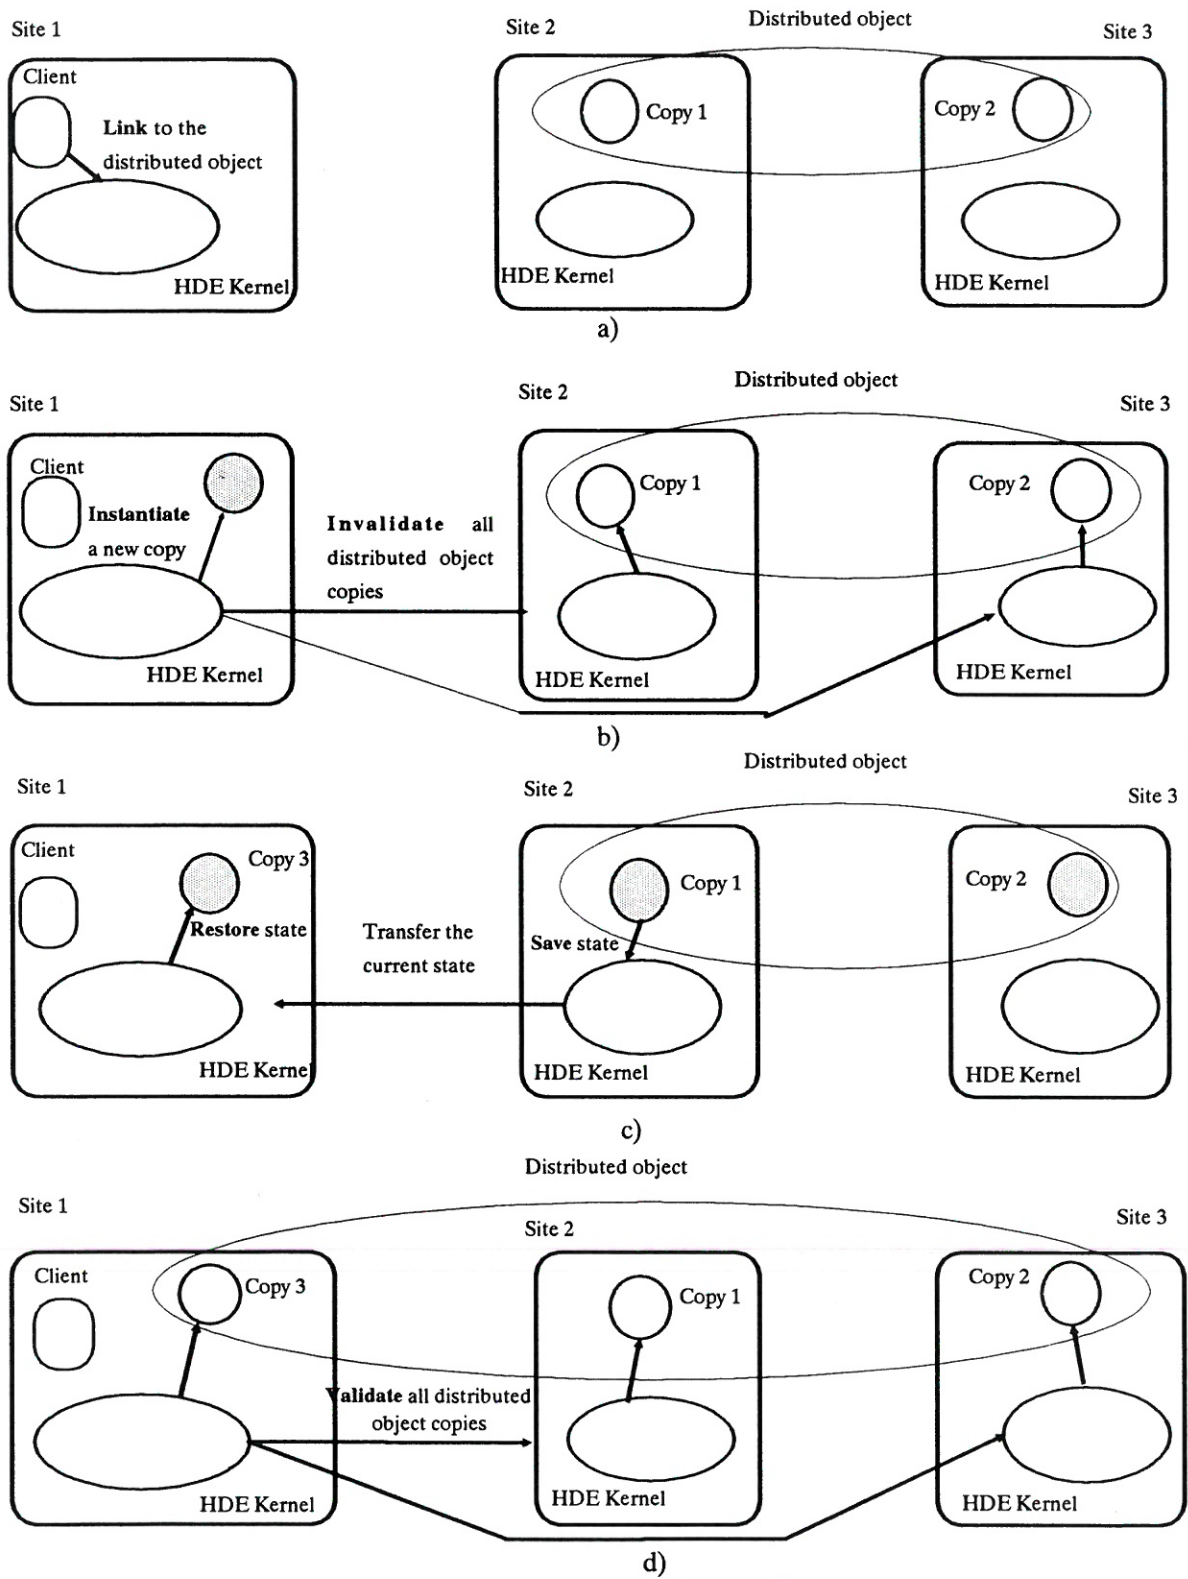 Site 1
Site 2
Distributed object
Site 3
Client
Link to the
distributed object
Copy 1
Copy 2
HDE Kernel
HDE Kernel
HDE Kernel
a)
Site 1
Site 2
Distributed object
Site 3
Client
Instantiate
a new copy
Invalidate all
distributed object
copies
Copy 1
Copy 2
HDE Kernel
HDE Kernel
HDE Kernel
b)
Site 1
Site 2
Distributed object
Site 3
Client
Copy 3
Restore state
Transfer the
current state
Copy 1
Save state
Copy 2
HDE Kernel
HDE Kernel
HDE Kernel
c)
Distributed object
Site 1
Site 2
Site 3
Client
Copy 3
Copy 1
Copy 2
Validate all distributed
object copies
HDE Kernel
HDE Kernel
HDE Kernel
d)